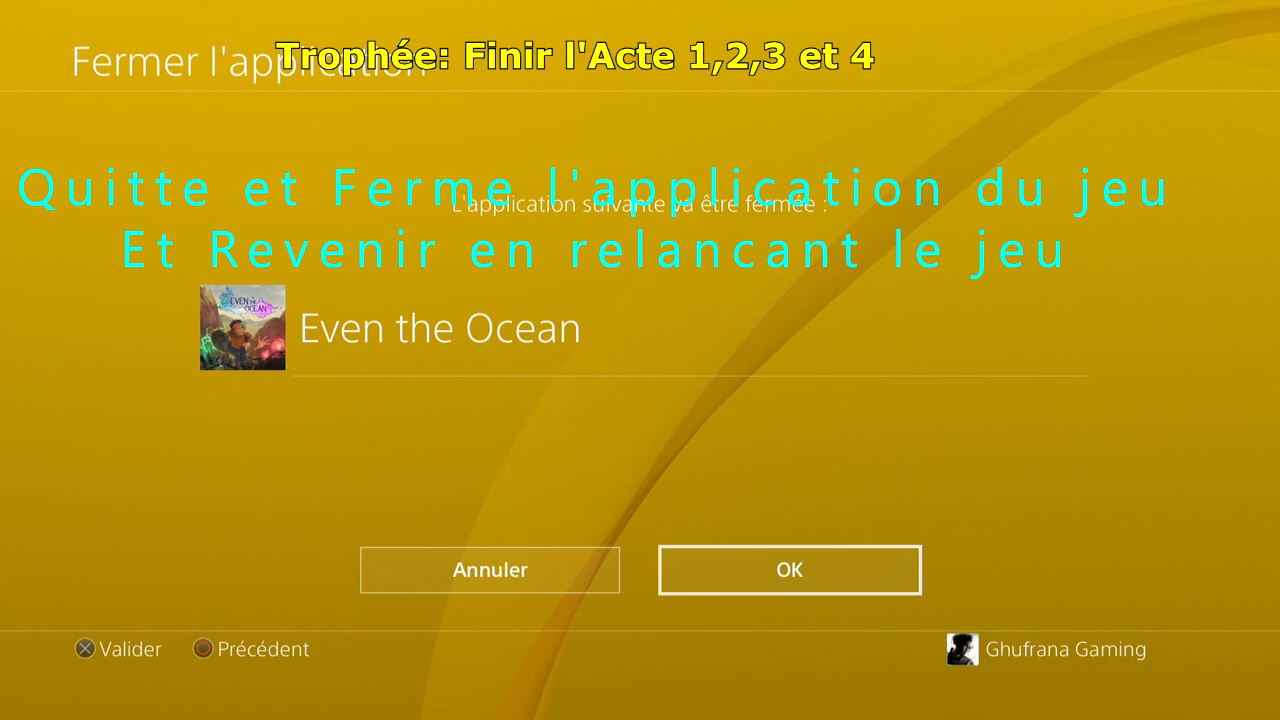 Fermer l'application
Trophée: Finir l'Acte 1,2,3 et 4
Quitte et Ferme l'application du jeu
L'application suivante va être fermée :
Et Revenir en relancant le jeu
EVEN THE OCEAN
Even the Ocean
Annuler
OK
Valider
Précédent
Ghufrana Gaming